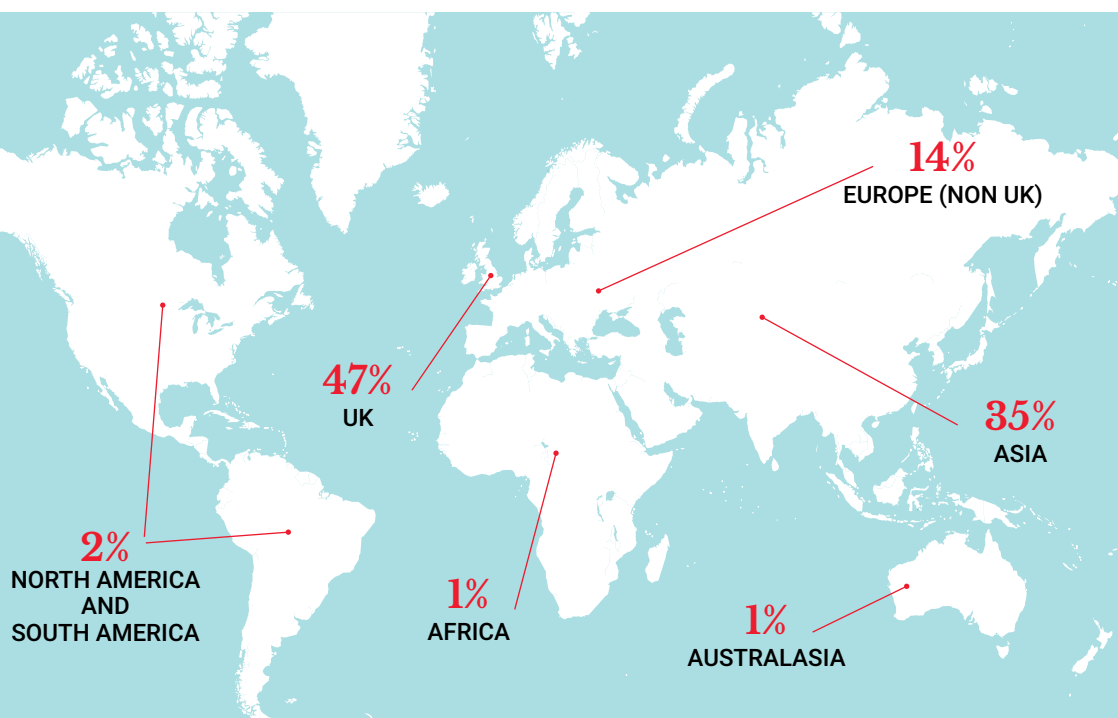 14%
EUROPE (NON UK)
47%
UK
35%
ASIA
2%
NORTH AMERICA
AND
SOUTH AMERICA
1%
AFRICA
1%
AUSTRALASIA